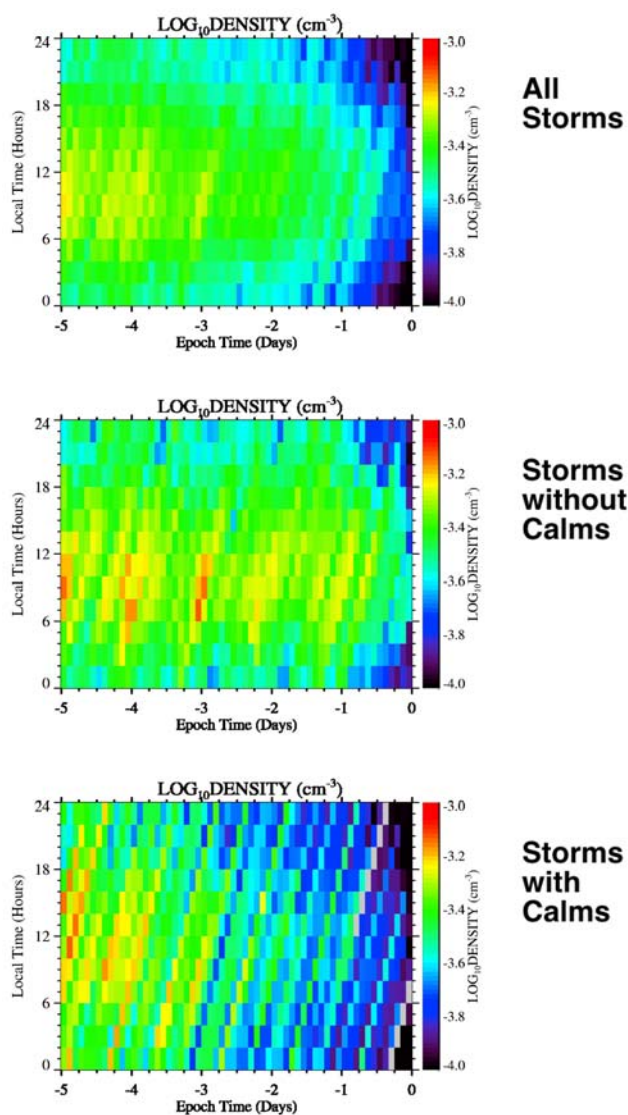 LOG₁₀DENSITY (cm⁻³)
24
18
12
6
0
Local Time (Hours)
-5
-4
-3
-2
-1
0
Epoch Time (Days)
-3.0
-3.2
-3.4
-3.6
-3.8
-4.0
LOG₁₀DENSITY (cm⁻³)
All
Storms
LOG₁₀DENSITY (cm⁻³)
24
18
12
6
0
Local Time (Hours)
-5
-4
-3
-2
-1
0
Epoch Time (Days)
-3.0
-3.2
-3.4
-3.6
-3.8
-4.0
LOG₁₀DENSITY (cm⁻³)
Storms
without
Calms
LOG₁₀DENSITY (cm⁻³)
24
18
12
6
0
Local Time (Hours)
-5
-4
-3
-2
-1
0
Epoch Time (Days)
-3.0
-3.2
-3.4
-3.6
-3.8
-4.0
LOG₁₀DENSITY (cm⁻³)
Storms
with
Calms